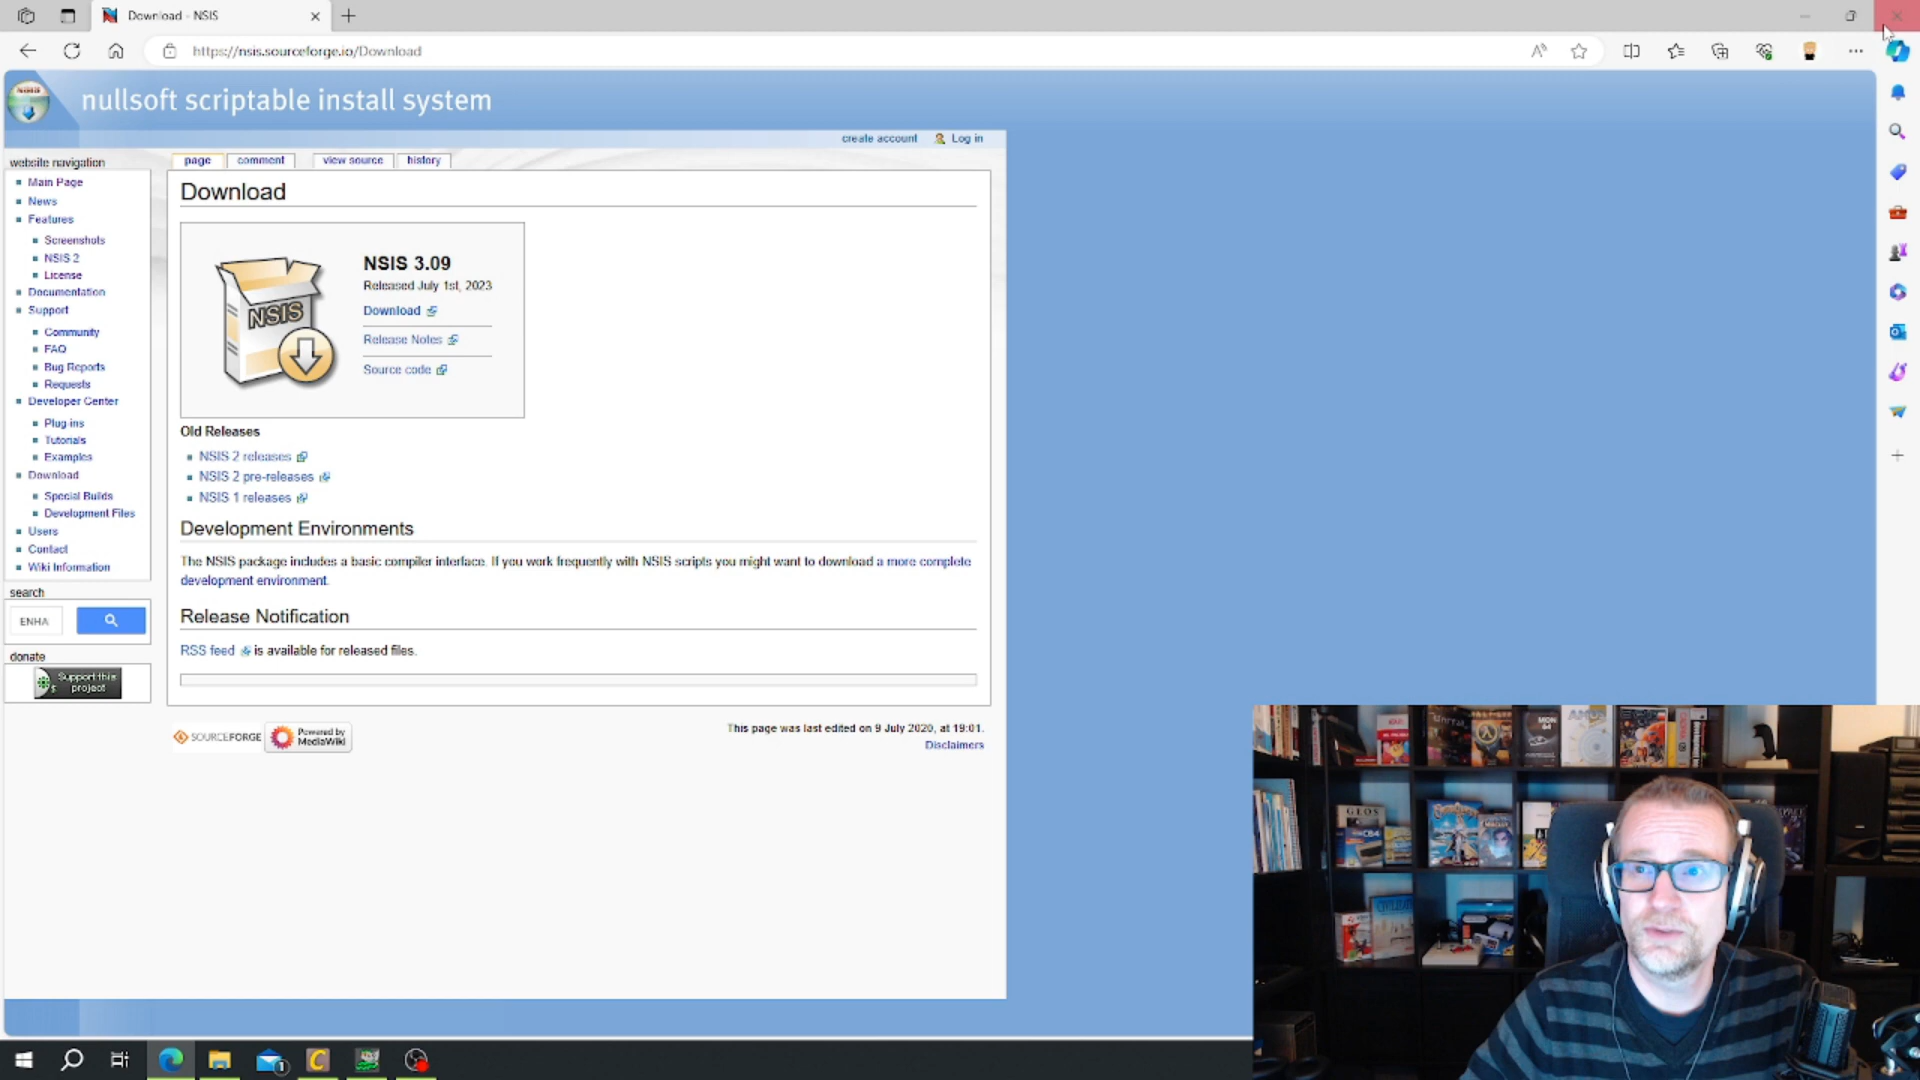 Download - NSIS
https://nsis.sourceforge.io/Download
nullsoft scriptable install system
create account
Log in
website navigation
page
comment
view source
history
Main Page
News
Features
Screenshots
NSIS 2
License
Documentation
Support
Community
FAQ
Bug Reports
Requests
Developer Center
Plug-ins
Tutorials
Examples
Download
Special Builds
Development Files
Users
Contact
Wiki Information
search
ENHA
donate
Support this
project
Download
NSIS
NSIS 3.09
Released July 1st, 2023
Download
Release Notes
Source code
Old Releases
NSIS 2 releases
NSIS 2 pre-releases
NSIS 1 releases
Development Environments
The NSIS package includes a basic compiler interface. If you work frequently with NSIS scripts you might want to download a more complete
development environment.
Release Notification
RSS feed is available for released files.
SOURCEFORGE
Powered by
MediaWiki
This page was last edited on 9 July 2020, at 19:01.
Disclaimers
GEOS